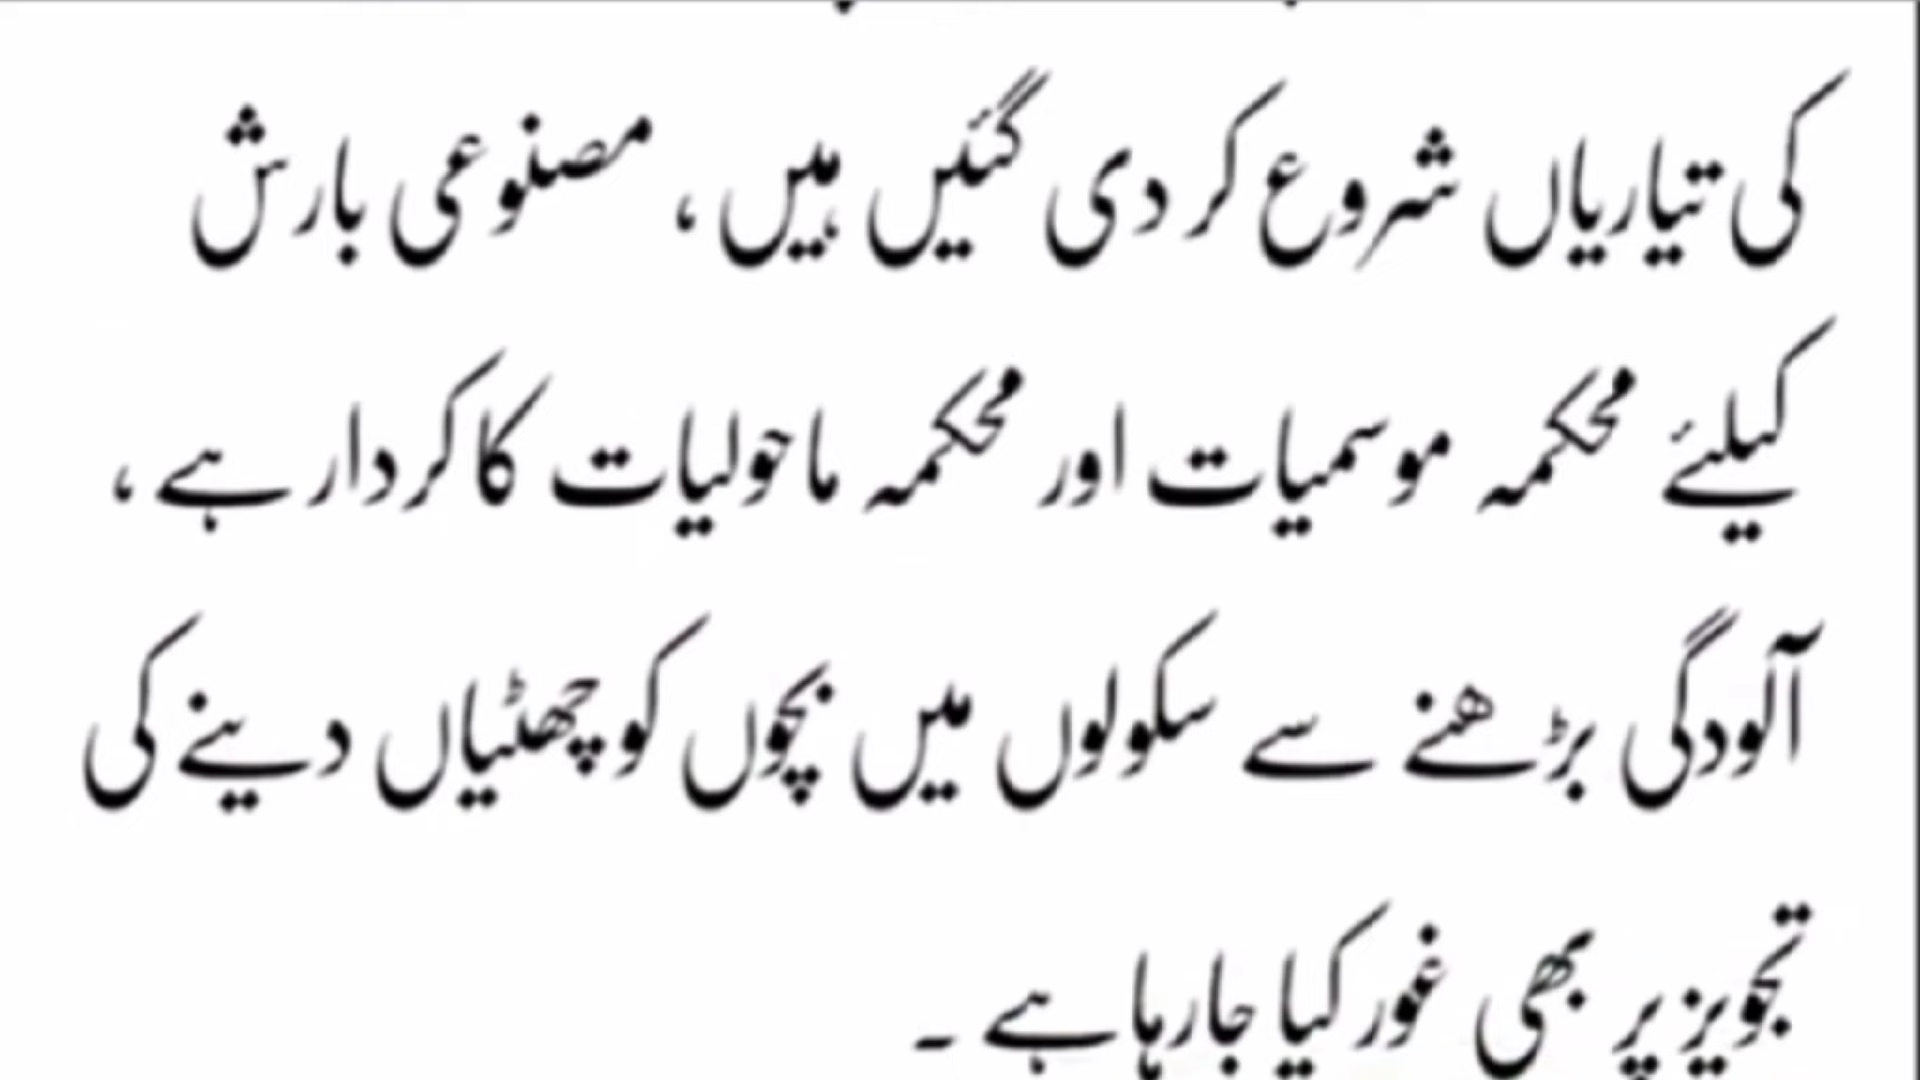 کی تیاریاں شروع کر دی گئیں ہیں، مصنوعی بارش
کیلئے محکمہ موسمیات اور محکمہ ماحولیات کا کردار ہے،
آلودگی بڑھنے سے سکولوں میں بچوں کو چھٹیاں دینے کی
تجویز پر بھی غور کیا جا رہا ہے۔